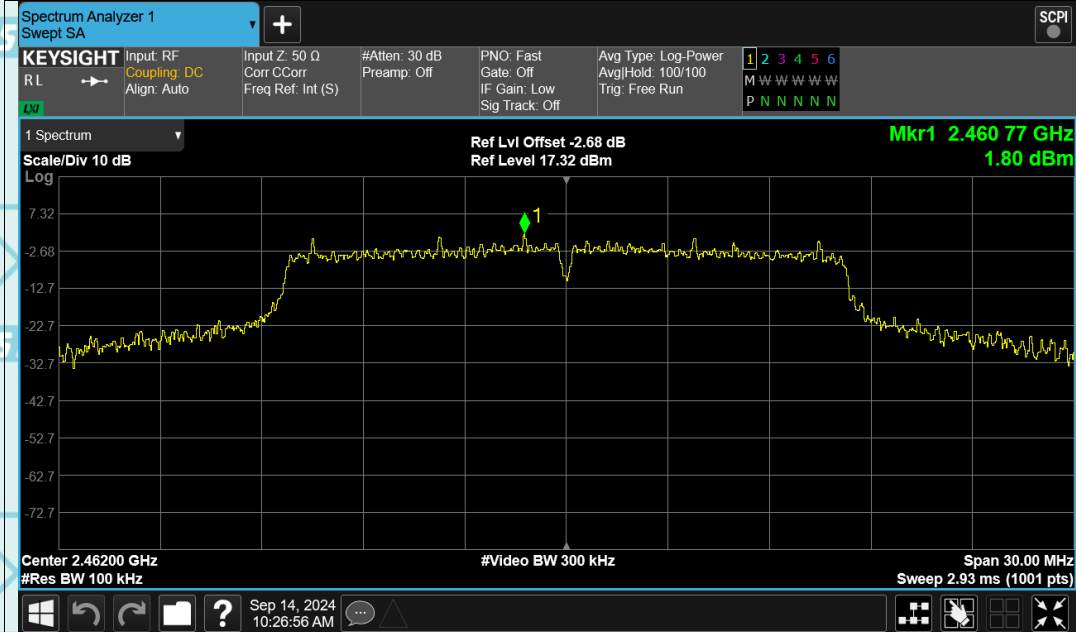 Spectrum Analyzer 1
Swept SA
+
SCPI
KEYSIGHT
R L
LXI
Input: RF
Coupling: DC
Align: Auto
Input Z: 50 Ω
Corr CCorr
Freq Ref: Int (S)
#Atten: 30 dB
Preamp: Off
PNO: Fast
Gate: Off
IF Gain: Low
Sig Track: Off
Avg Type: Log-Power
Avg|Hold: 100/100
Trig: Free Run
1 2 3 4 5 6
M W W W W W
P N N N N N
1 Spectrum
Scale/Div 10 dB
Log
Ref Lvl Offset -2.68 dB
Ref Level 17.32 dBm
Mkr1 2.460 77 GHz
1.80 dBm
1
7.32
-2.68
-12.7
-22.7
-32.7
-42.7
-52.7
-62.7
-72.7
Center 2.46200 GHz
#Res BW 100 kHz
#Video BW 300 kHz
Span 30.00 MHz
Sweep 2.93 ms (1001 pts)
?
Sep 14, 2024
10:26:56 AM